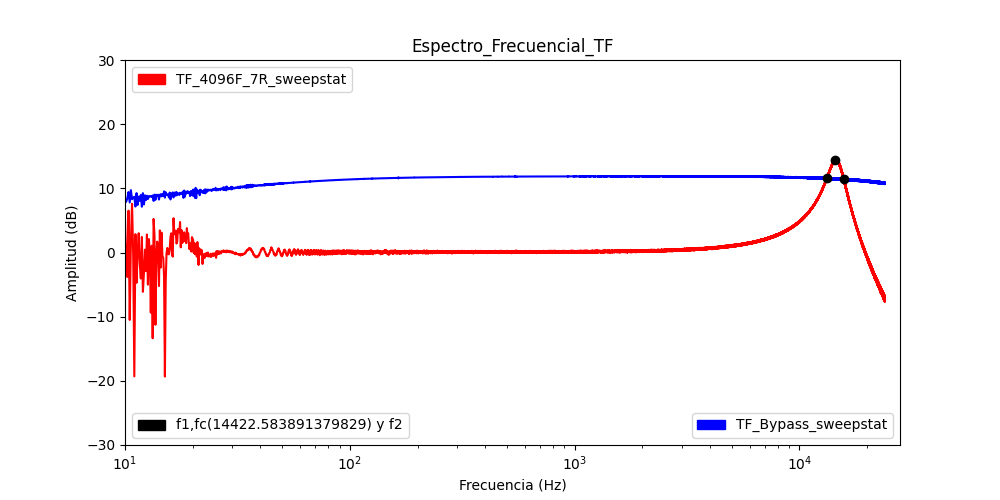 Espectro_Frecuencial_TF
TF_4096F_7R_sweepstat
30
20
10
0
−10
−20
−30
Amplitud (dB)
f1,fc(14422.583891379829) y f2
TF_Bypass_sweepstat
10¹
10²
10³
10⁴
Frecuencia (Hz)